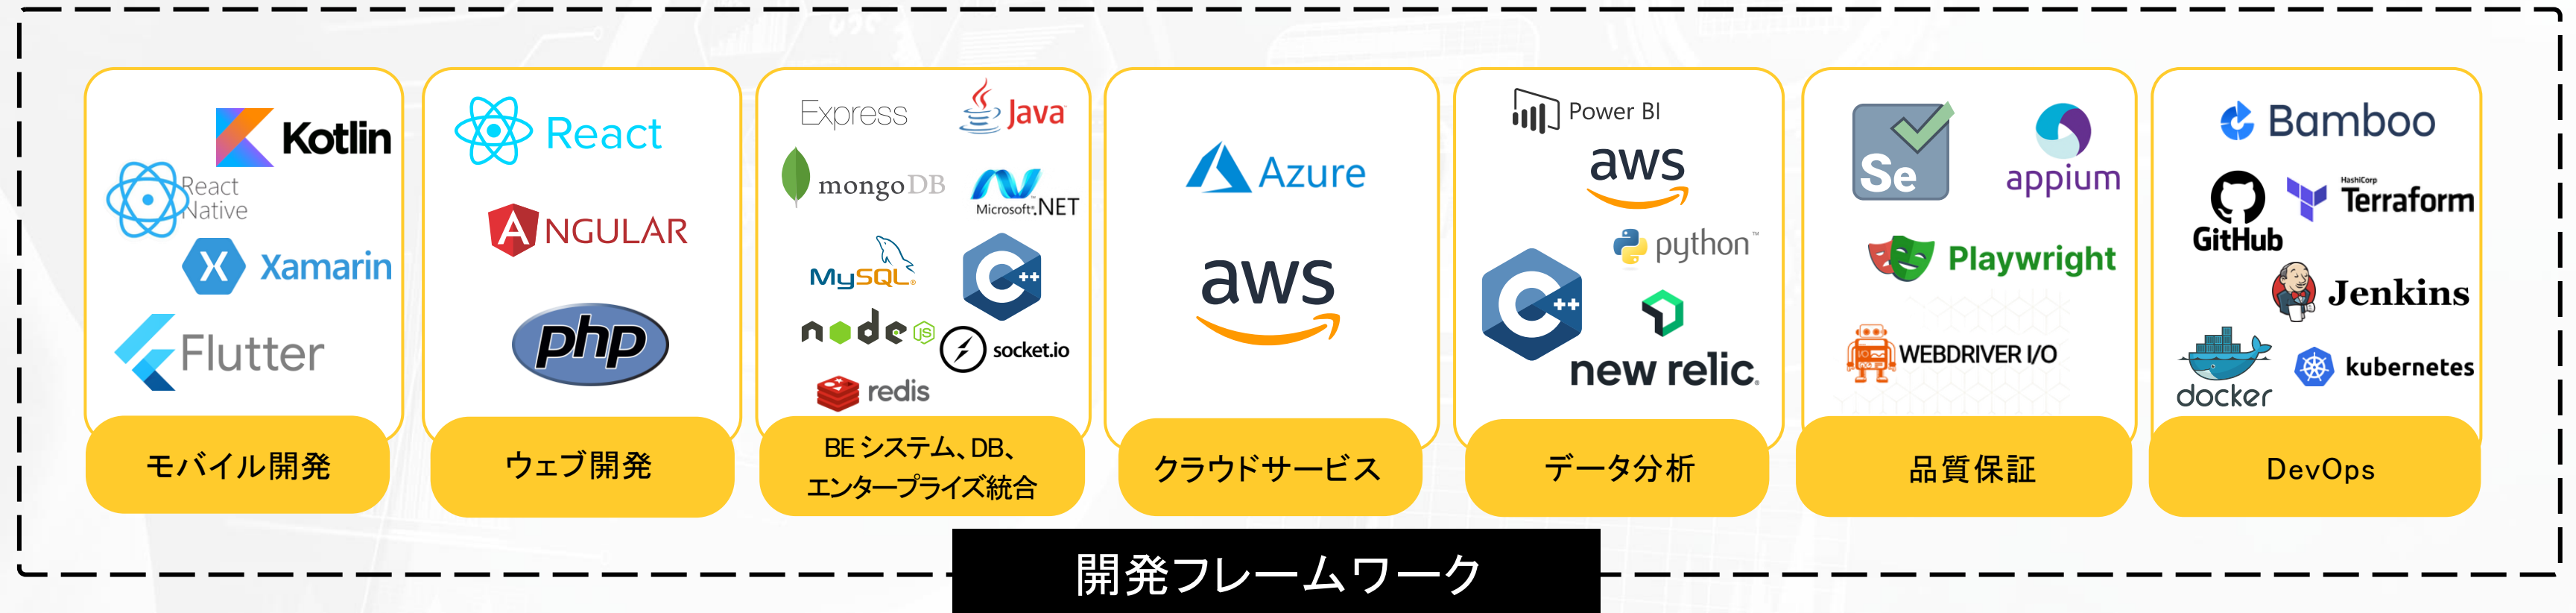 Kotlin
React
Native
Xamarin
Flutter
モバイル開発
React
ANGULAR
php
ウェブ開発
Express
Java
mongoDB
Microsoft .NET
MySQL
C++
node JS
socket.io
redis
BE システム、DB、
エンタープライズ統合
Azure
aws
クラウドサービス
Power BI
aws
python™
C++
new relic.
データ分析
Se
appium
Playwright
WEBDRIVER I/O
品質保証
Bamboo
GitHub
HashiCorp
Terraform
Jenkins
docker
kubernetes
DevOps
開発フレームワーク